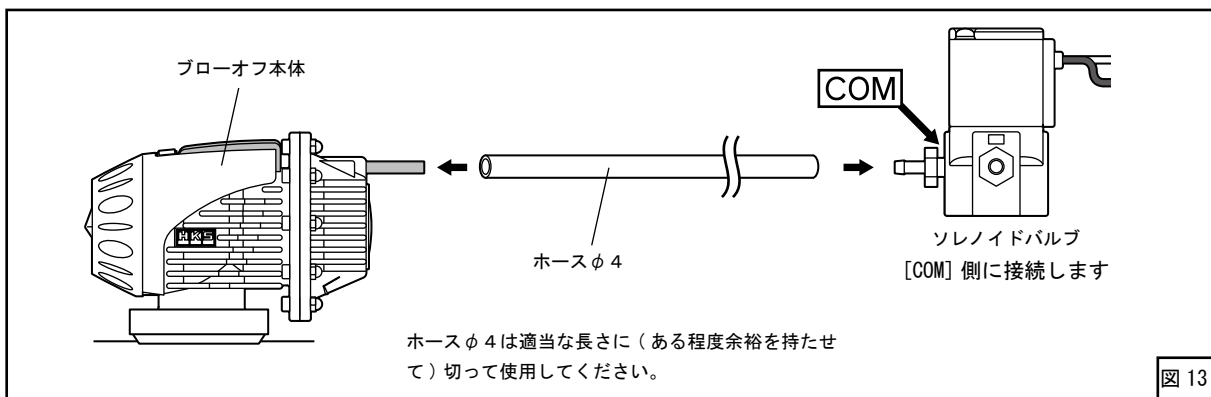 ブローオフ本体
COM
HKS
ホースφ４
ソレノイドバルブ
[COM] 側に接続します
ホースφ４は適当な長さに（ある程度余裕を持たせ
て）切って使用してください。
図 13